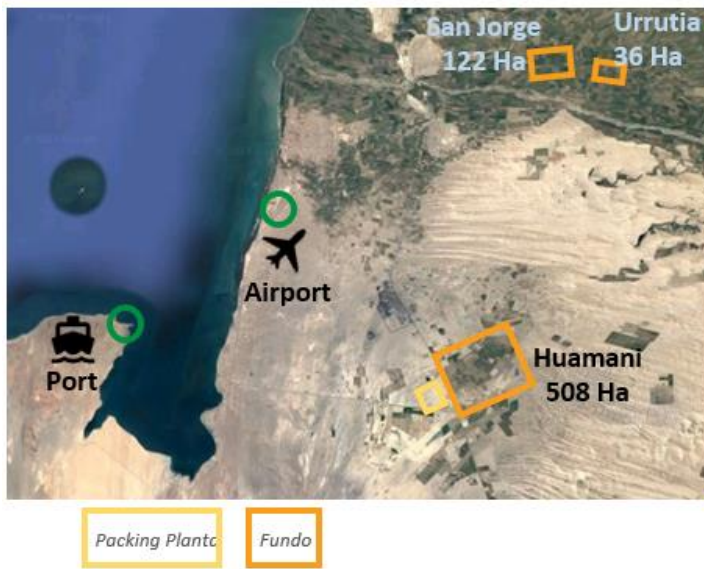 San Jorge
122 Ha
Urrutia
36 Ha
Airport
Port
Huamani
508 Ha
Packing Planta
Fundo